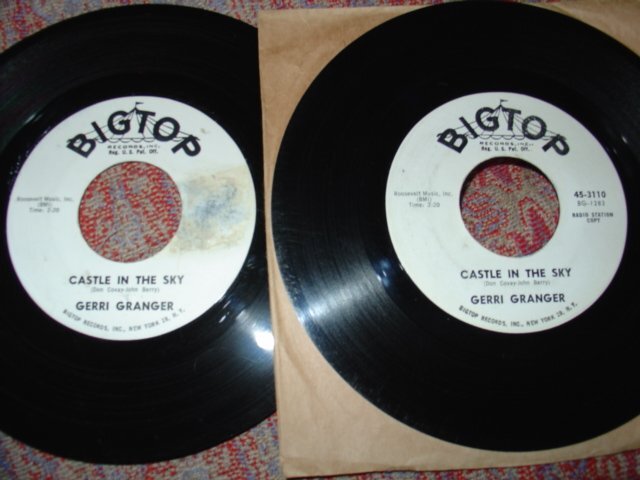 BIGTOP
RECORDS, INC.
Reg. U.S. Pat. Off.
Roosevelt Music, Inc.
(BMI)
Time: 2:20
CASTLE IN THE SKY
(Don Covay-John Berry)
GERRI GRANGER
BIGTOP RECORDS, INC., NEW YORK 19, N. Y.
BIGTOP
RECORDS, INC.
Reg. U.S. Pat. Off.
Roosevelt Music, Inc.
(BMI)
Time: 2:20
45-3110
BG-1263
RADIO STATION
COPY
CASTLE IN THE SKY
(Don Covay-John Berry)
GERRI GRANGER
BIGTOP RECORDS, INC., NEW YORK 19, N. Y.